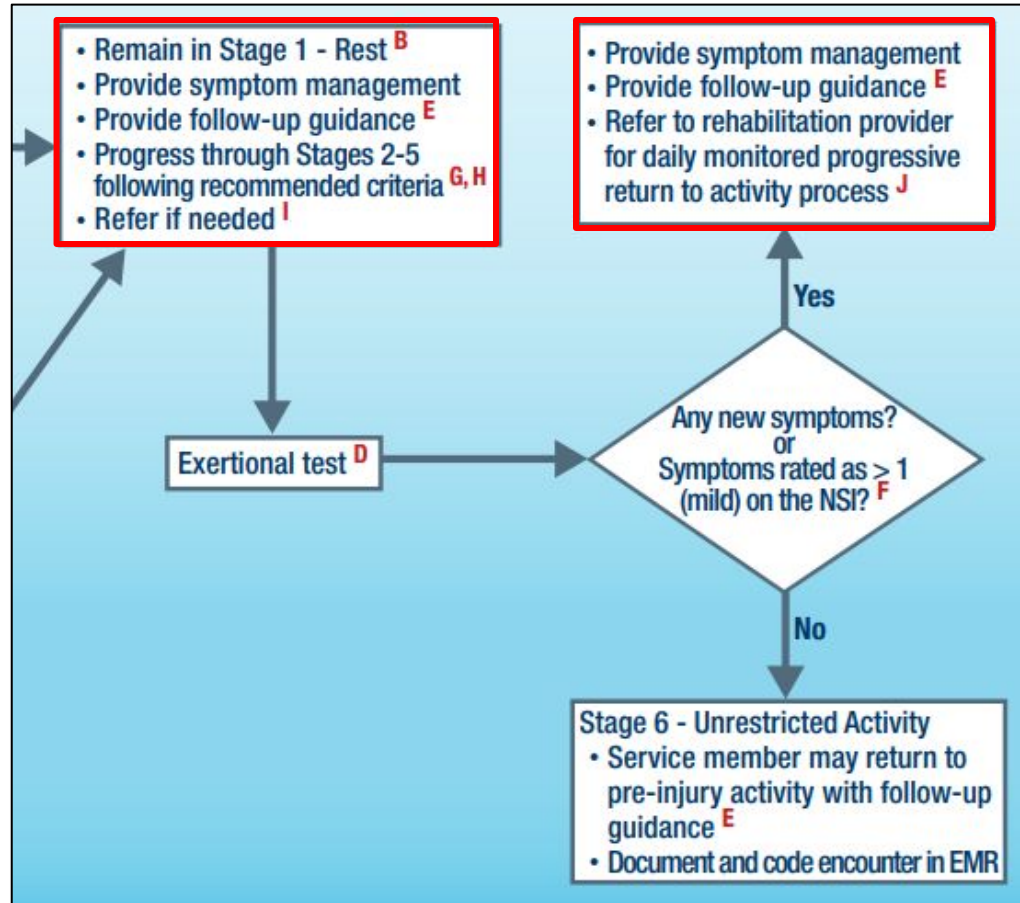 • Remain in Stage 1 - Rest B
• Provide symptom management
• Provide follow-up guidance E
• Progress through Stages 2-5
following recommended criteria G, H
• Refer if needed I
• Provide symptom management
• Provide follow-up guidance E
• Refer to rehabilitation provider
for daily monitored progressive
return to activity process J
Yes
Exertional test D
Any new symptoms?
or
Symptoms rated as > 1
(mild) on the NSI? F
No
Stage 6 - Unrestricted Activity
• Service member may return to
pre-injury activity with follow-up
guidance E
• Document and code encounter in EMR